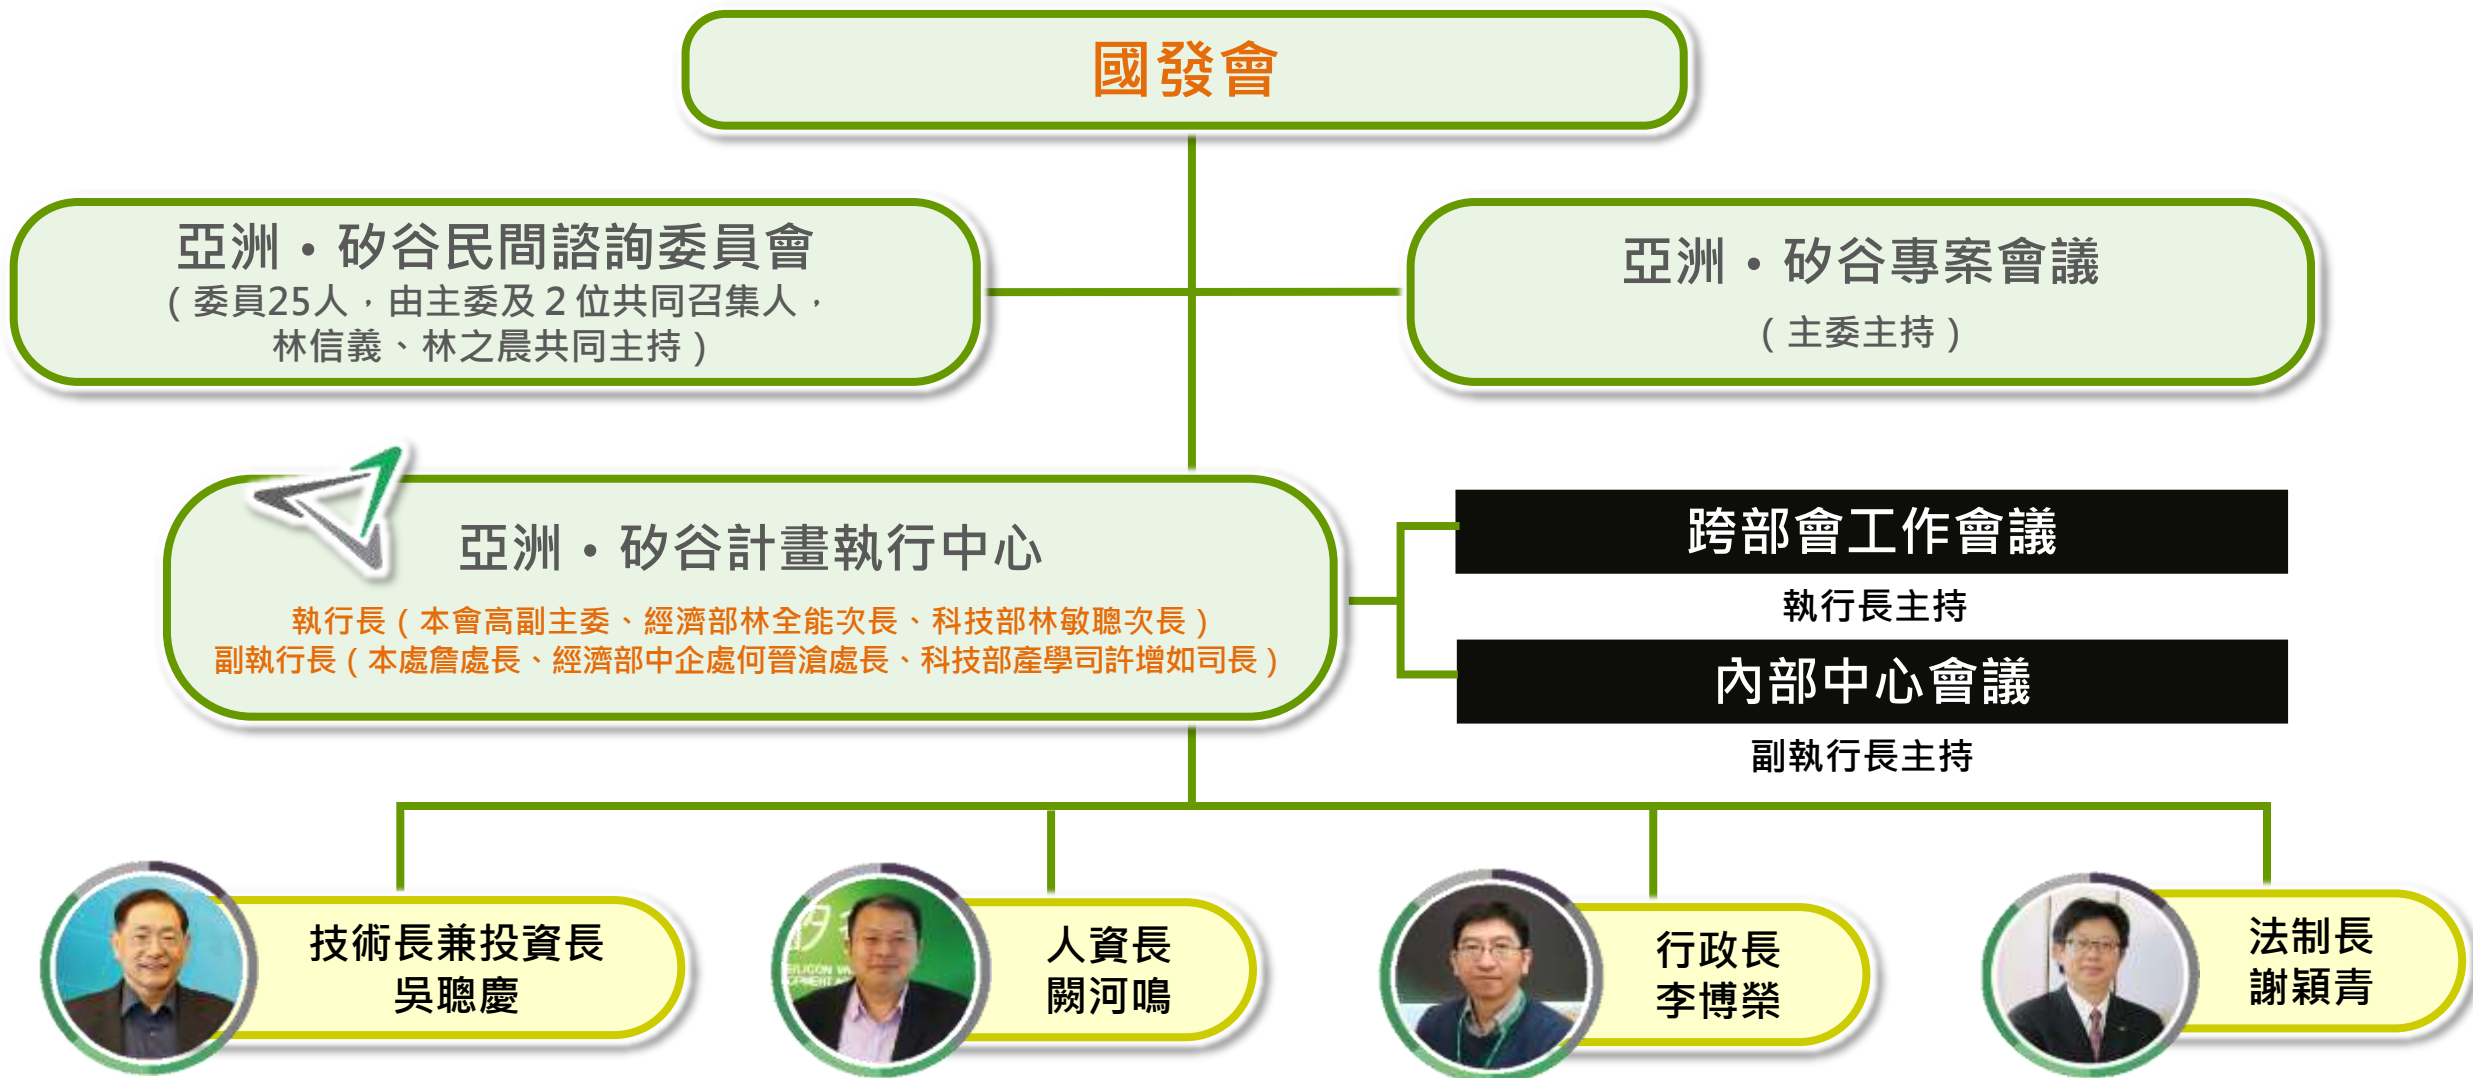 國發會
亞洲•矽谷民間諮詢委員會
（委員25人，由主委及２位共同召集人，
林信義、林之晨共同主持）
亞洲•矽谷專案會議
（主委主持）
亞洲•矽谷計畫執行中心
執行長（本會高副主委、經濟部林全能次長、科技部林敏聰次長）
副執行長（本處詹處長、經濟部中企處何晉滄處長、科技部產學司許增如司長）
跨部會工作會議
執行長主持
內部中心會議
副執行長主持
技術長兼投資長
吳聰慶
人資長
闕河鳴
行政長
李博榮
法制長
謝穎青